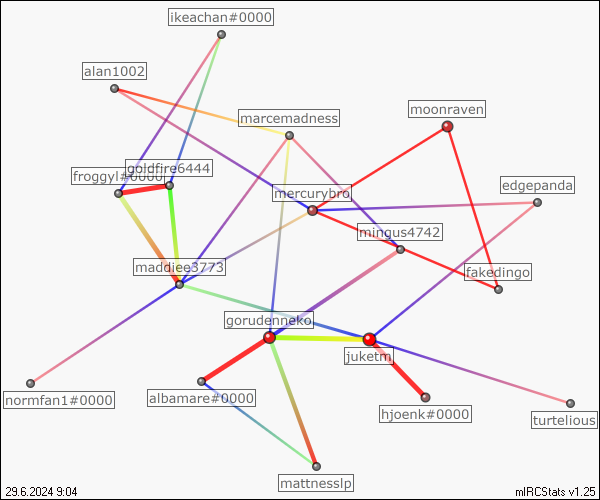 ikeachan#0000
alan1002
moonraven
marcemadness
goldfire6444
froggyl#0000
edgepanda
mercurybro
mingus4742
maddiee3773
fakedingo
gorudenneko
juketm
normfan1#0000
albamare#0000
hjoenk#0000
turtelious
mattnesslp
29.6.2024 9:04
mIRCStats v1.25